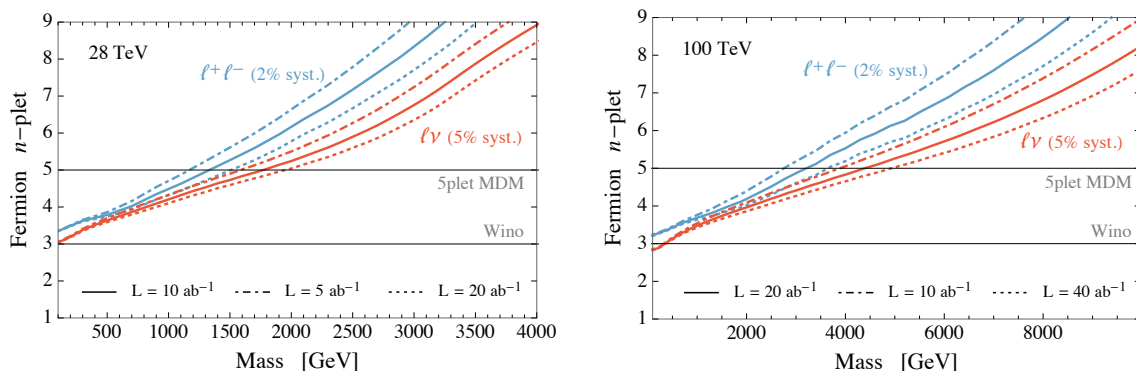 28 TeV
ℓ⁺ℓ⁻ (2% syst.)
ℓν (5% syst.)
5plet MDM
Wino
L = 10 ab⁻¹ L = 5 ab⁻¹ L = 20 ab⁻¹
Fermion n-plet
9
8
7
6
5
4
3
2
1
500 1000 1500 2000 2500 3000 3500 4000
Mass [GeV]
100 TeV
ℓ⁺ℓ⁻ (2% syst.)
ℓν (5% syst.)
5plet MDM
Wino
L = 20 ab⁻¹ L = 10 ab⁻¹ L = 40 ab⁻¹
Fermion n-plet
9
8
7
6
5
4
3
2
1
2000 4000 6000 8000
Mass [GeV]